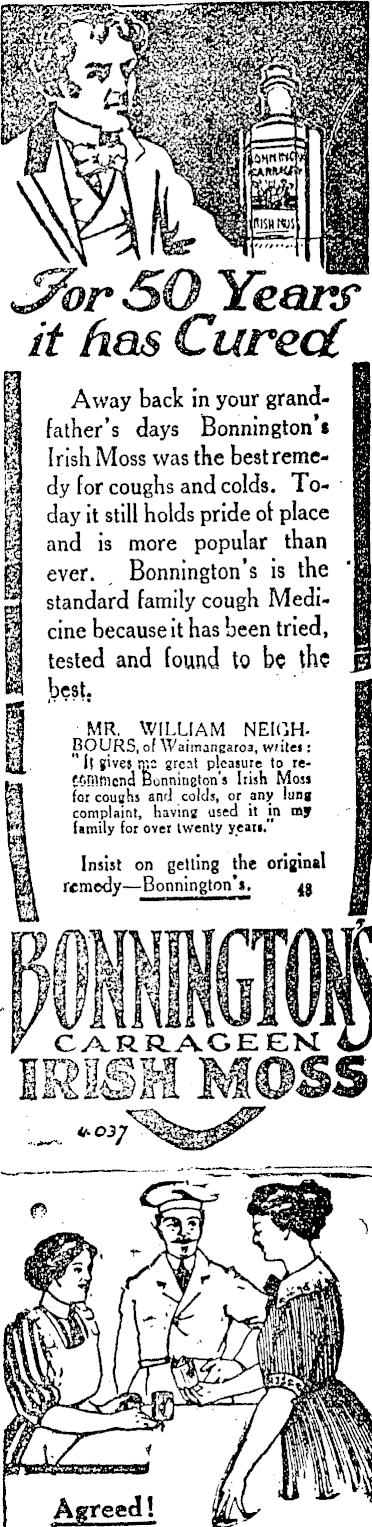 BONNINGTON'S
CARRAGEEN
IRISH MOSS
For 50 Years
it has Cured
Away back in your grand-
father's days Bonnington's
Irish Moss was the best reme-
dy for coughs and colds. To-
day it still holds pride of place
and is more popular than
ever. Bonnington's is the
standard family cough Medi-
cine because it has been tried,
tested and found to be the
best.
MR. WILLIAM NEIGH-
BOURS, of Waimangaroa, writes:
"It gives me great pleasure to re-
commend Bonnington's Irish Moss
for coughs and colds, or any lung
complaint, having used it in my
family for over twenty years."
Insist on getting the original
remedy—Bonnington's. 48
BONNINGTON'S
CARRAGEEN
IRISH MOSS
4·037
Agreed!